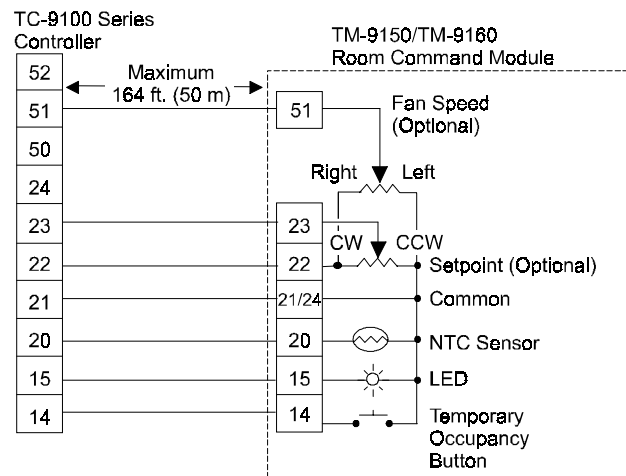 TC-9100 Series
Controller
TM-9150/TM-9160
Room Command Module
Maximum
164 ft. (50 m)
52
51
50
24
23
22
21
20
15
14
51
Fan Speed
(Optional)
Right Left
23
CW CCW
22
Setpoint (Optional)
21/24
Common
20
NTC Sensor
15
LED
14
Temporary
Occupancy
Button